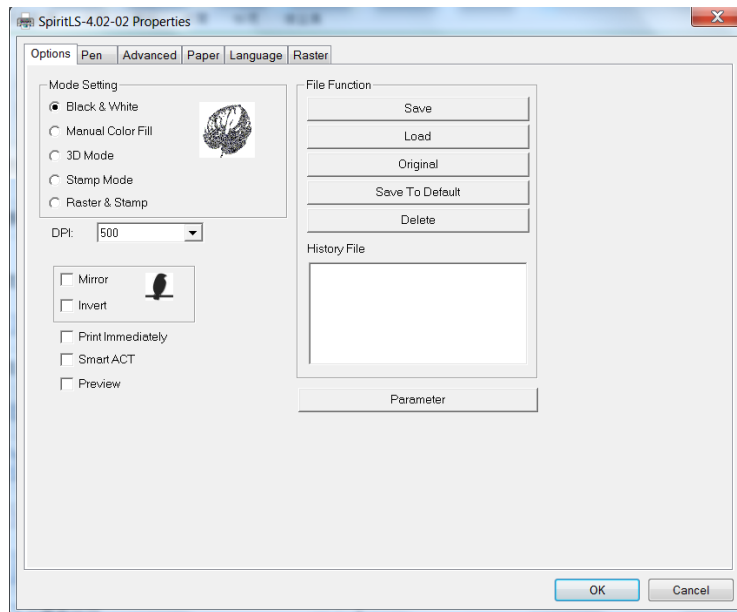 SpiritLS-4.02-02 Properties
Options Pen Advanced Paper Language Raster
Mode Setting
Black & White
Manual Color Fill
3D Mode
Stamp Mode
Raster & Stamp
DPI: 500
Mirror
Invert
Print Immediately
Smart ACT
Preview
File Function
Save
Load
Original
Save To Default
Delete
History File
Parameter
OK Cancel